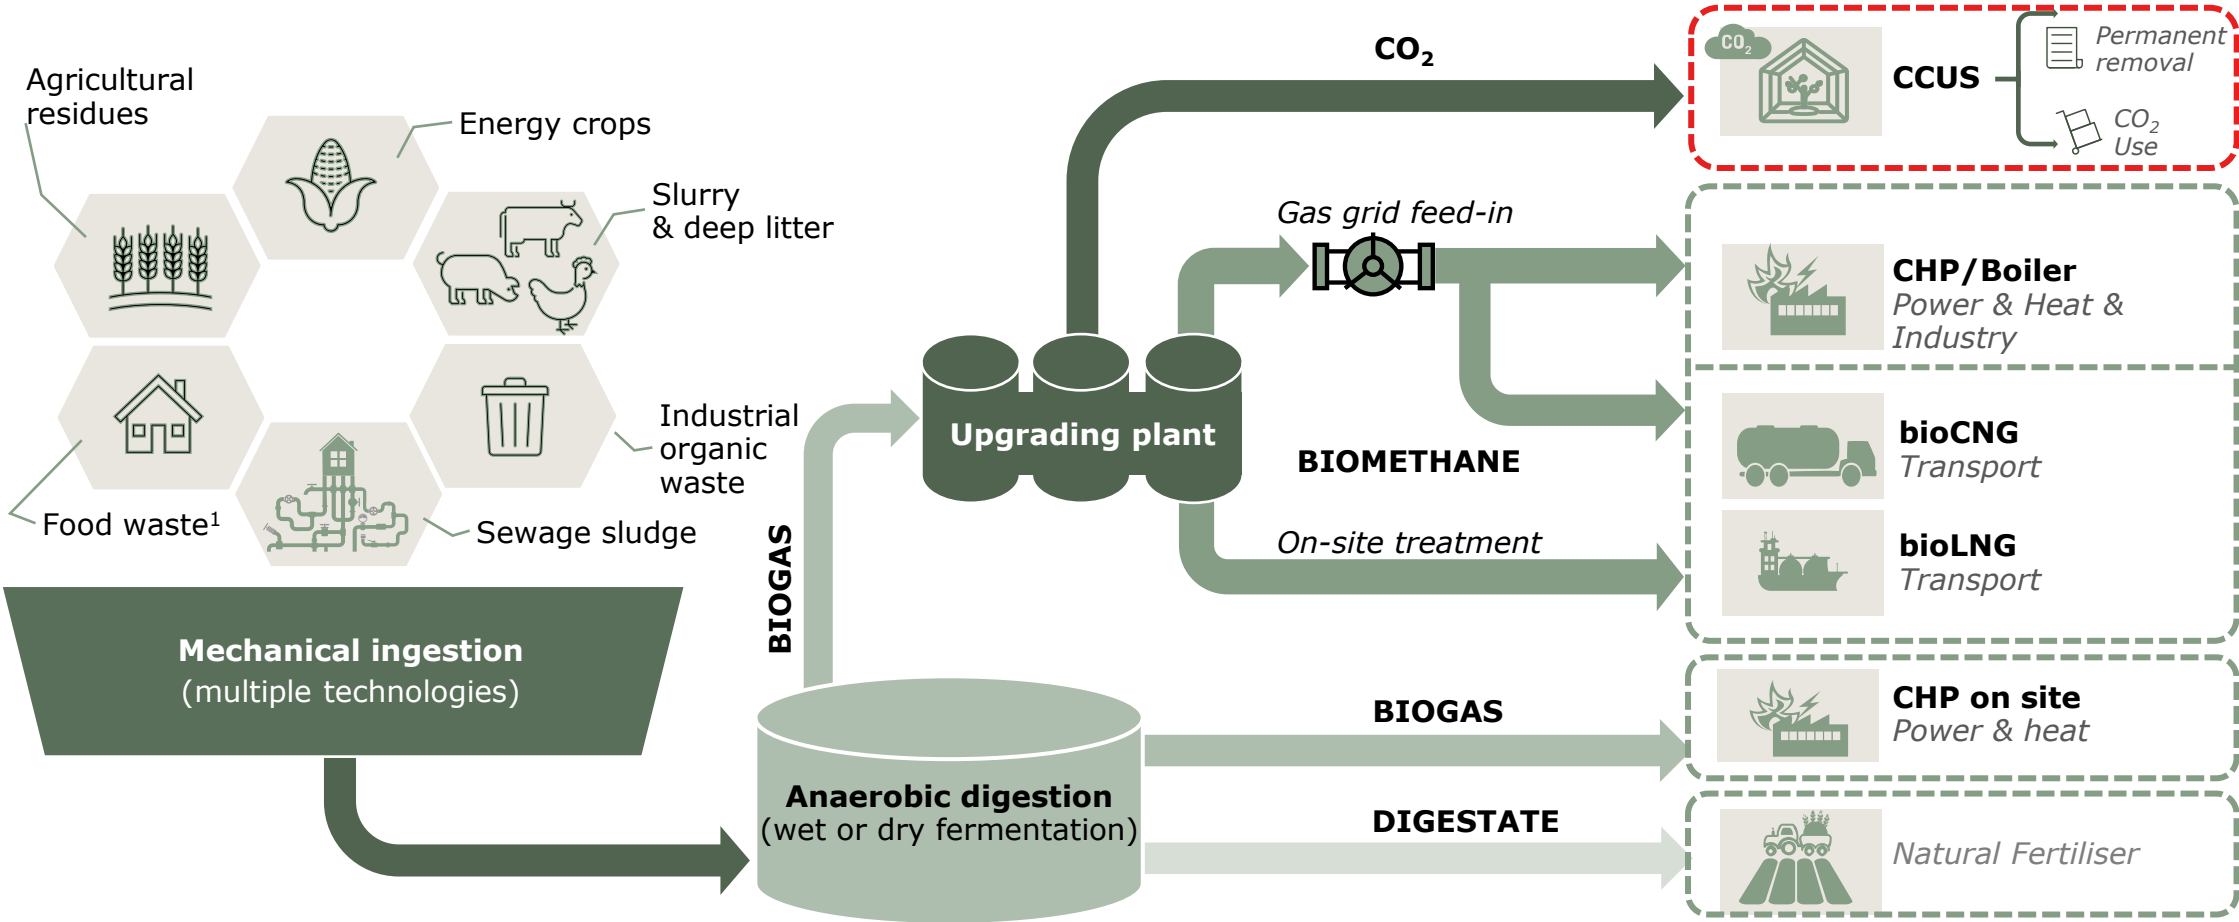 Agricultural
residues
Energy crops
Slurry
& deep litter
Industrial
organic
waste
Food waste¹
Sewage sludge
Mechanical ingestion
(multiple technologies)
BIOGAS
Anaerobic digestion
(wet or dry fermentation)
Upgrading plant
CO₂
Gas grid feed-in
BIOMETHANE
On-site treatment
BIOGAS
DIGESTATE
CO₂
CCUS
Permanent
removal
CO₂
Use
CHP/Boiler
Power & Heat &
Industry
bioCNG
Transport
bioLNG
Transport
CHP on site
Power & heat
Natural Fertiliser